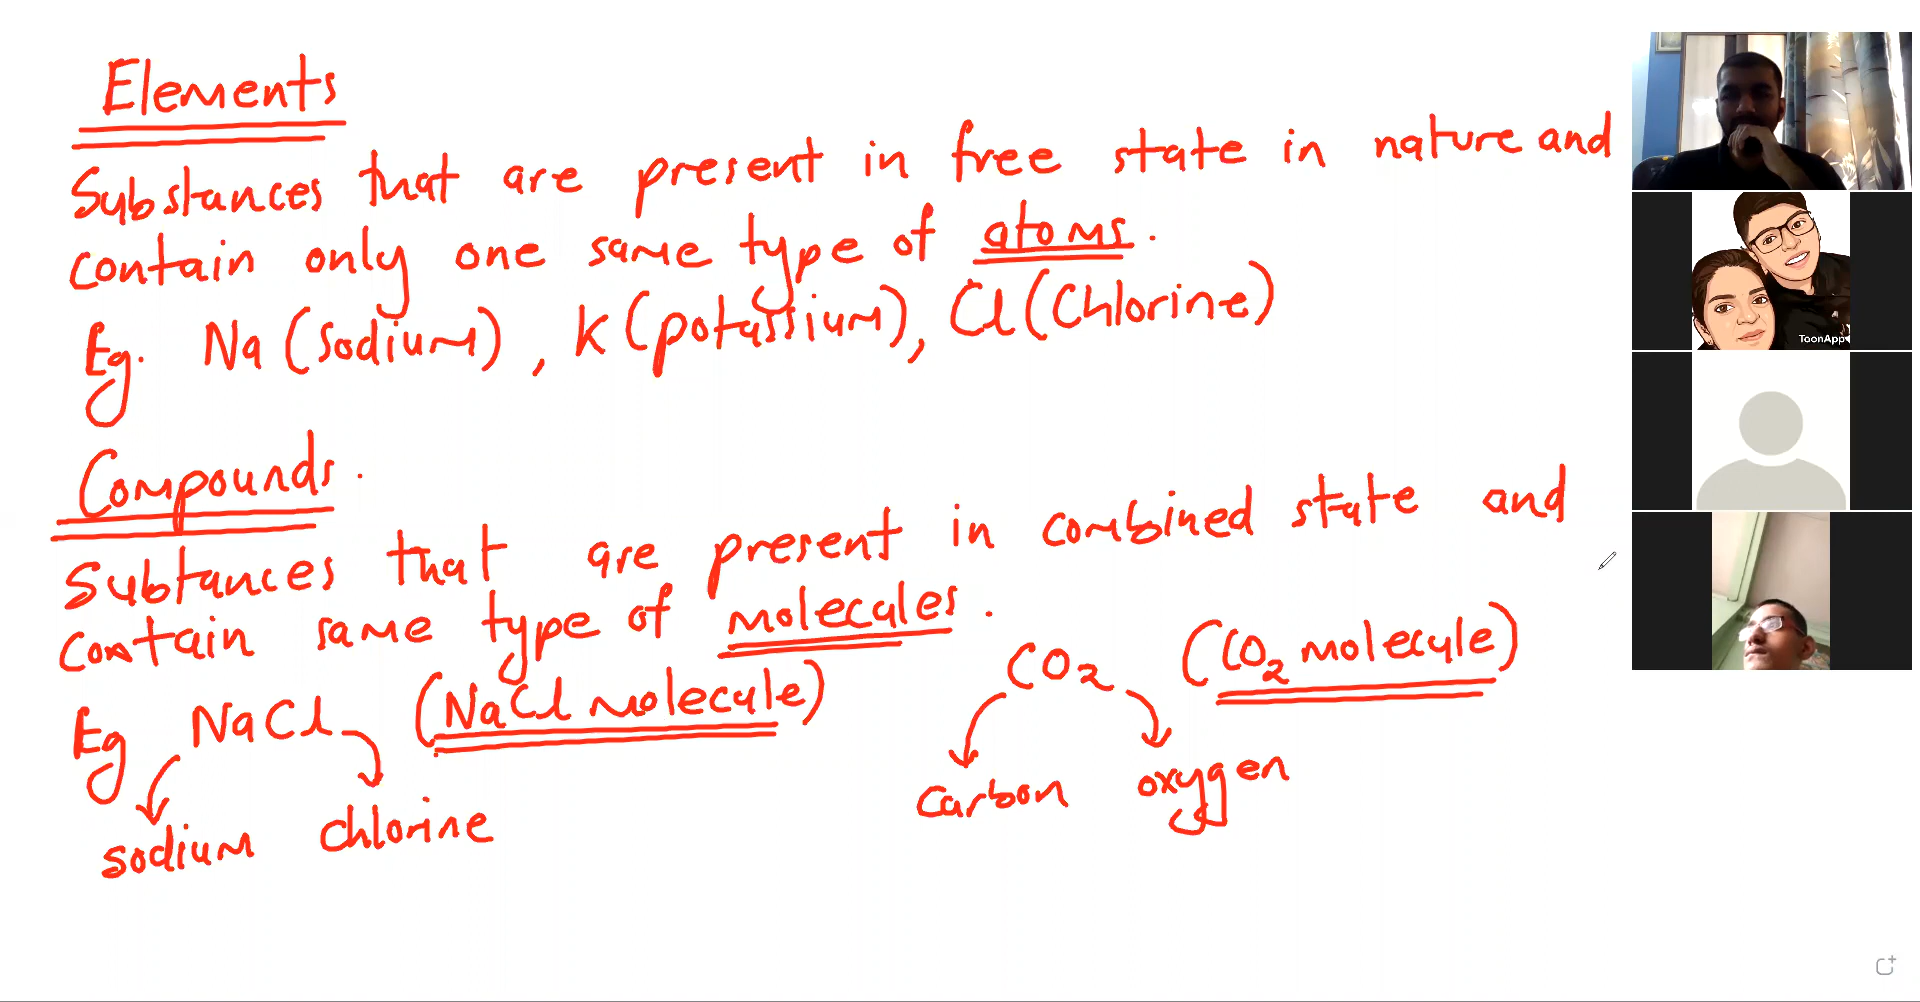 Elements
Substances that are present in free state in nature and
contain only one same type of atoms.
Eg. Na (sodium), K (potassium), Cl (Chlorine)
Compounds.
Subtances that are present in combined state and
contain same type of molecules.
Eg NaCl (NaCl molecule) CO2 (CO2 molecule)
sodium chlorine carbon oxygen
ToonApp